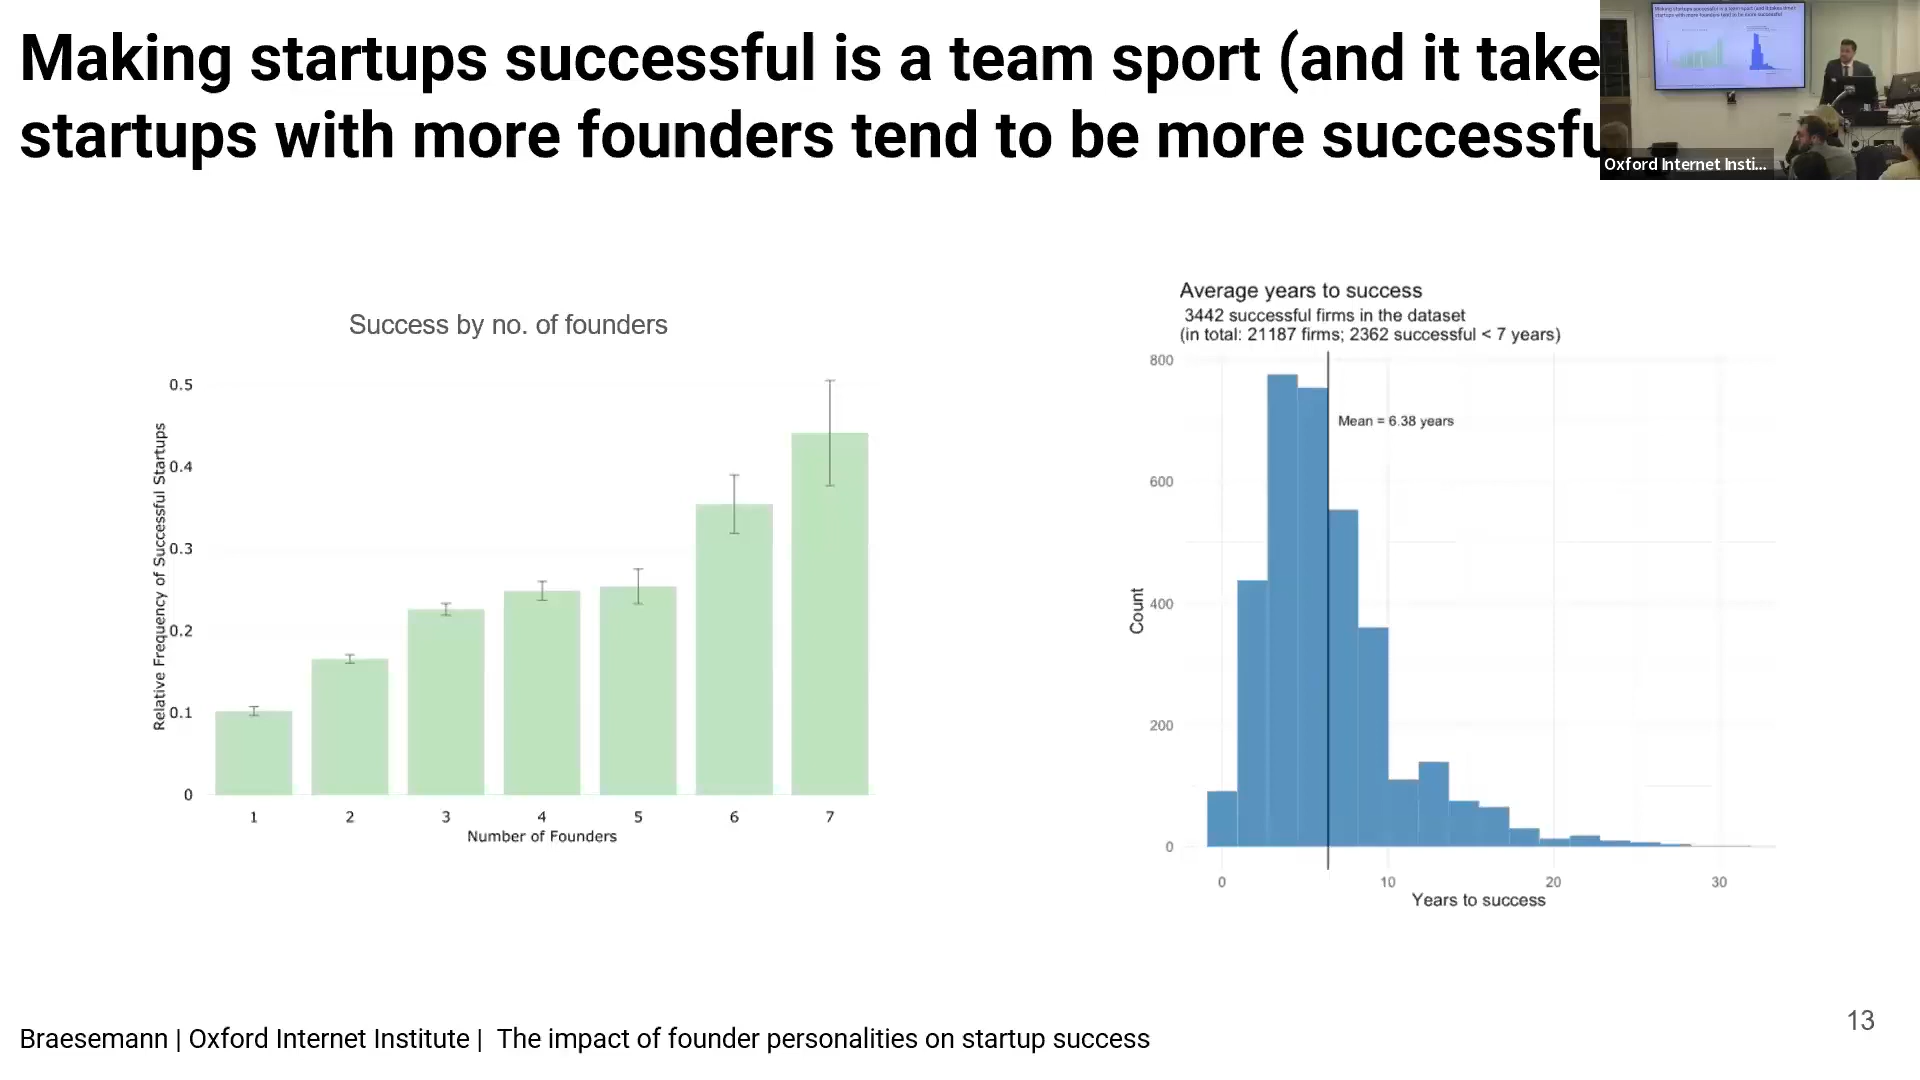 Making startups successful is a team sport (and it take
startups with more founders tend to be more successfu
Oxford Internet Insti...
Success by no. of founders
0.5
0.4
0.3
0.2
0.1
0
Relative Frequency of Successful Startups
1 2 3 4 5 6 7
Number of Founders
Average years to success
3442 successful firms in the dataset
(in total: 21187 firms; 2362 successful < 7 years)
800
600
400
200
0
Count
Mean = 6.38 years
0 10 20 30
Years to success
Braesemann | Oxford Internet Institute | The impact of founder personalities on startup success
13